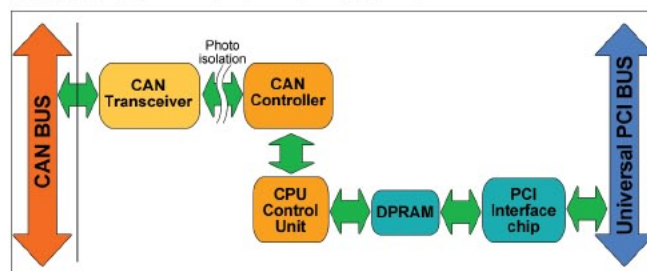 CAN BUS
CAN
Transceiver
Photo
isolation
CAN
Controller
CPU
Control
Unit
DPRAM
PCI
Interface
chip
Universal PCI BUS